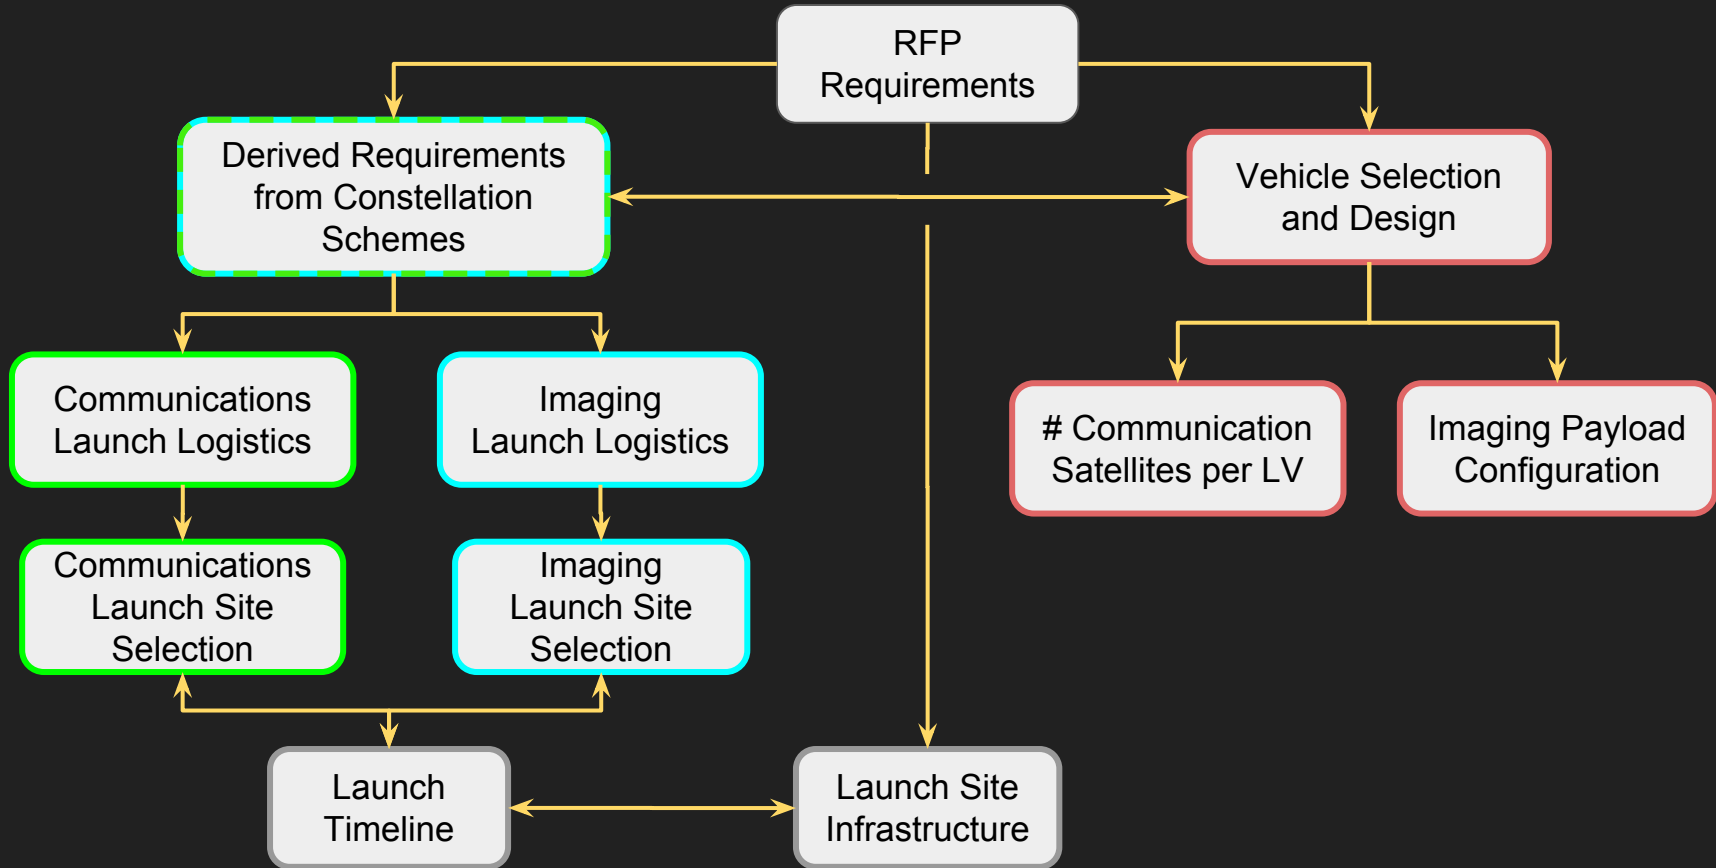 RFP
Requirements
Derived Requirements
from Constellation
Schemes
Vehicle Selection
and Design
Communications
Launch Logistics
Imaging
Launch Logistics
# Communication
Satellites per LV
Imaging Payload
Configuration
Communications
Launch Site
Selection
Imaging
Launch Site
Selection
Launch
Timeline
Launch Site
Infrastructure